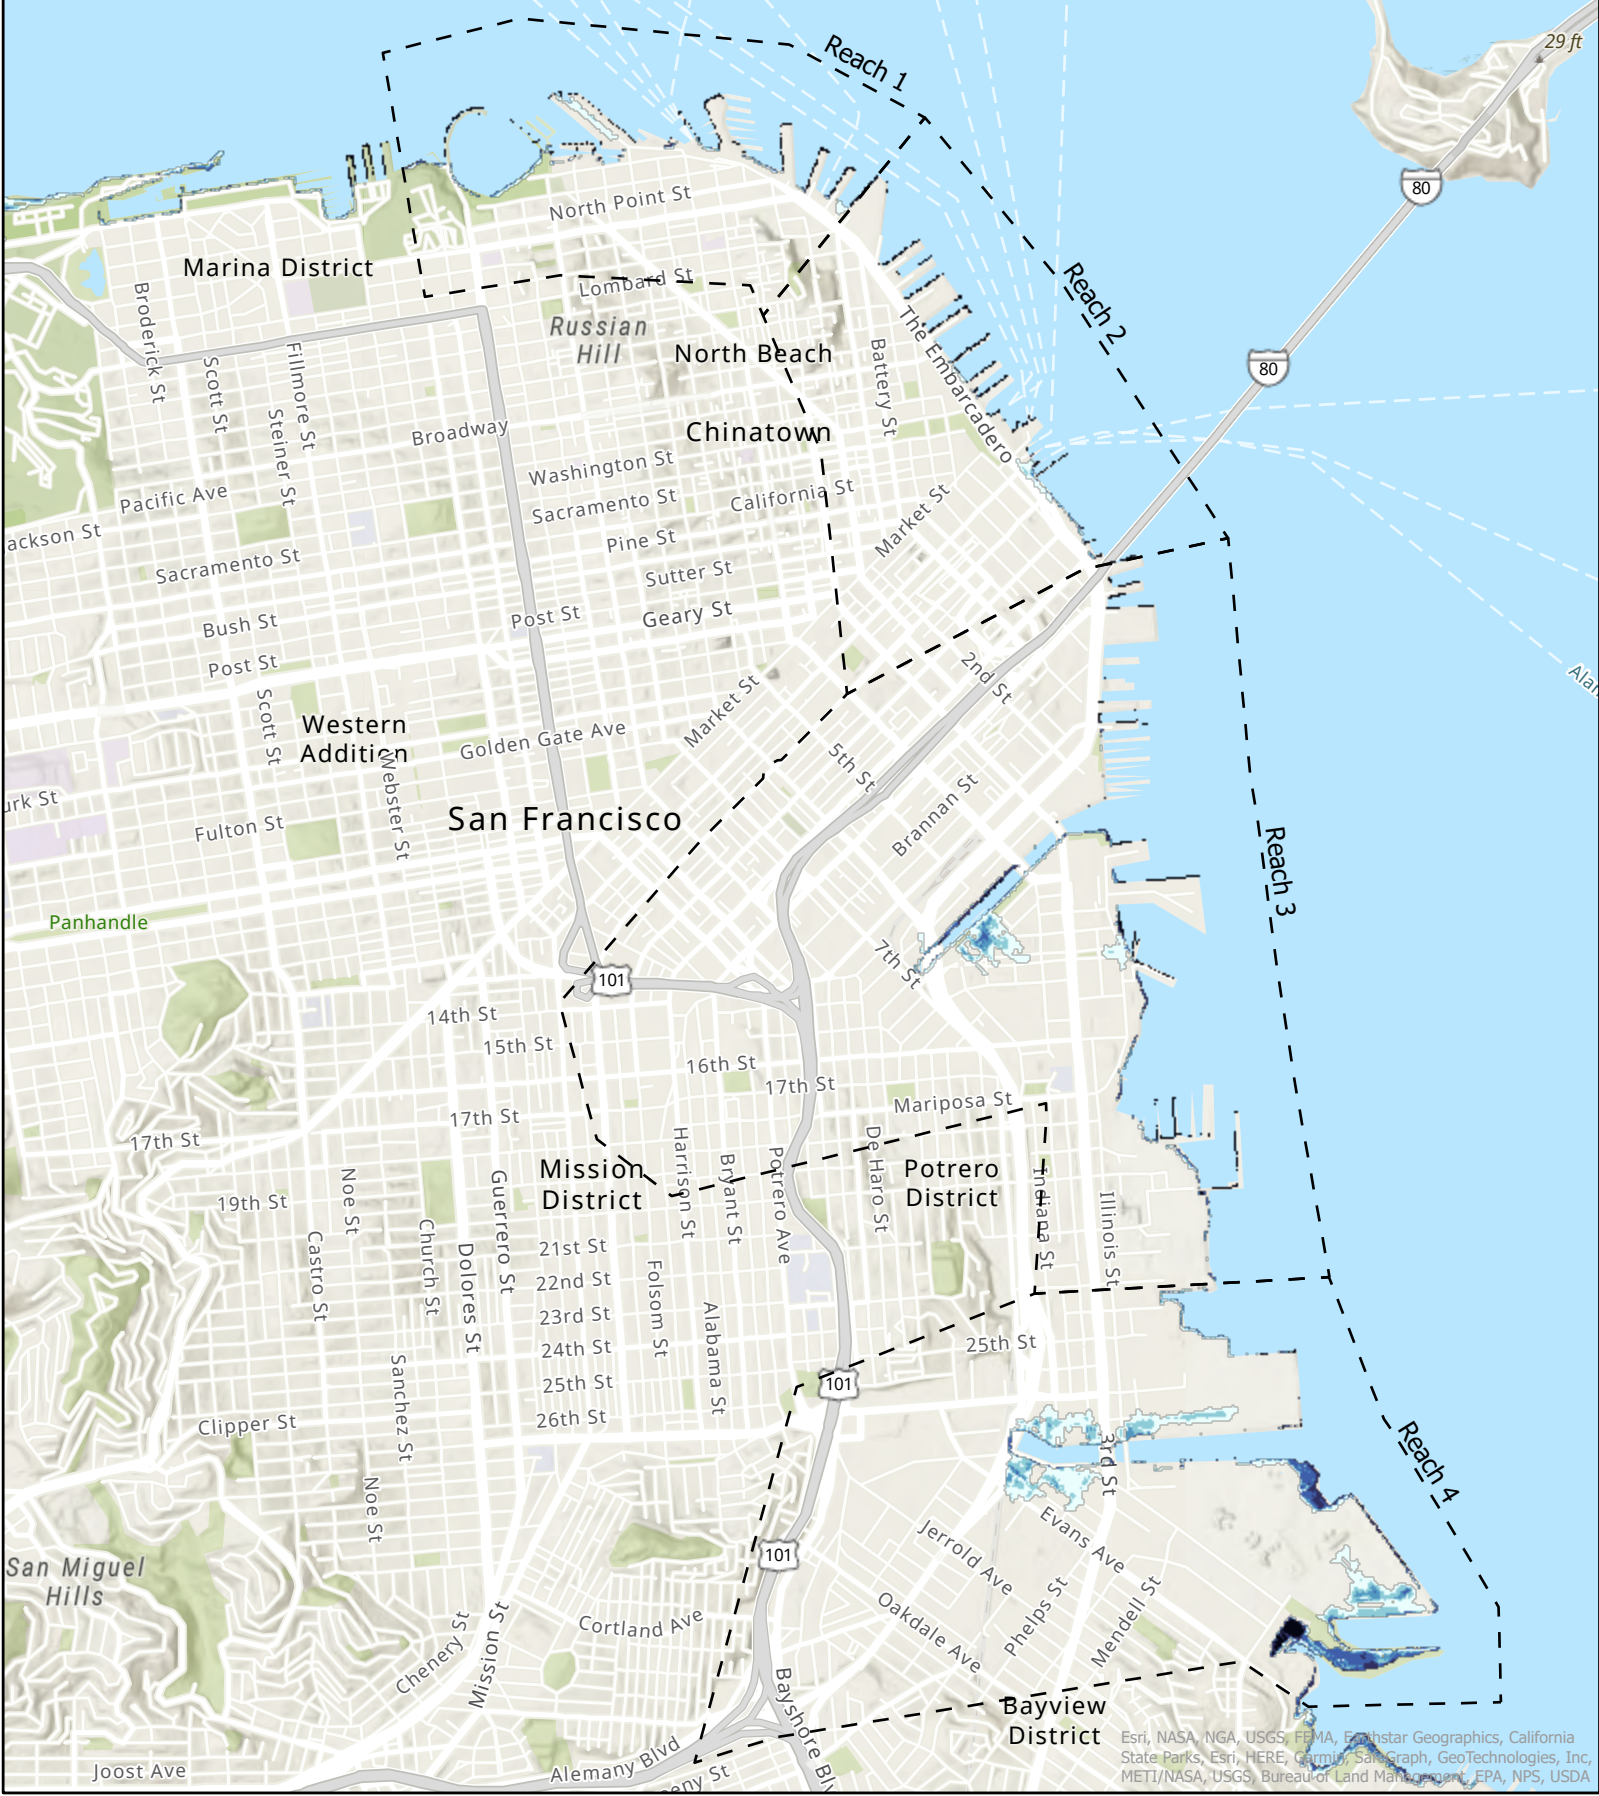 29 ft
Reach 1
80
North Point St
Marina District
Lombard St
Reach 2
Broderick St
Russian
Hill
North Beach
The Embarcadero
Battery St
80
Scott St
Fillmore St
Steiner St
Broadway
Chinatown
Washington St
Pacific Ave
Sacramento St
California St
Market St
ackson St
Pine St
Sacramento St
Sutter St
Bush St
Post St
Geary St
Post St
2nd St
Alan
Scott St
Western
Addition
Market St
Golden Gate Ave
5th St
Webster St
urk St
Brannan St
San Francisco
Fulton St
Reach 3
Panhandle
7th St
101
14th St
15th St
16th St
17th St
Mariposa St
17th St
17th St
Mission
District
Harrison St
Bryant St
Potrero Ave
De Haro St
Potrero
District
Indiana St
Illinois St
19th St
Noe St
Guerrero St
Church St
Castro St
Dolores St
21st St
22nd St
23rd St
24th St
25th St
26th St
Folsom St
Alabama St
25th St
101
Sanchez St
Clipper St
3rd St
Reach 4
Noe St
Evans Ave
Jerrold Ave
101
San Miguel
Hills
Phelps St
Mendell St
Oakdale Ave
Cortland Ave
Chenery St
Mission St
Bayshore Blv
Bayview
District
Alemany Blvd
Joost Ave
eny St
Esri, NASA, NGA, USGS, FEMA, Earthstar Geographics, California
State Parks, Esri, HERE, Garmin, SafeGraph, GeoTechnologies, Inc,
METI/NASA, USGS, Bureau of Land Management, EPA, NPS, USDA